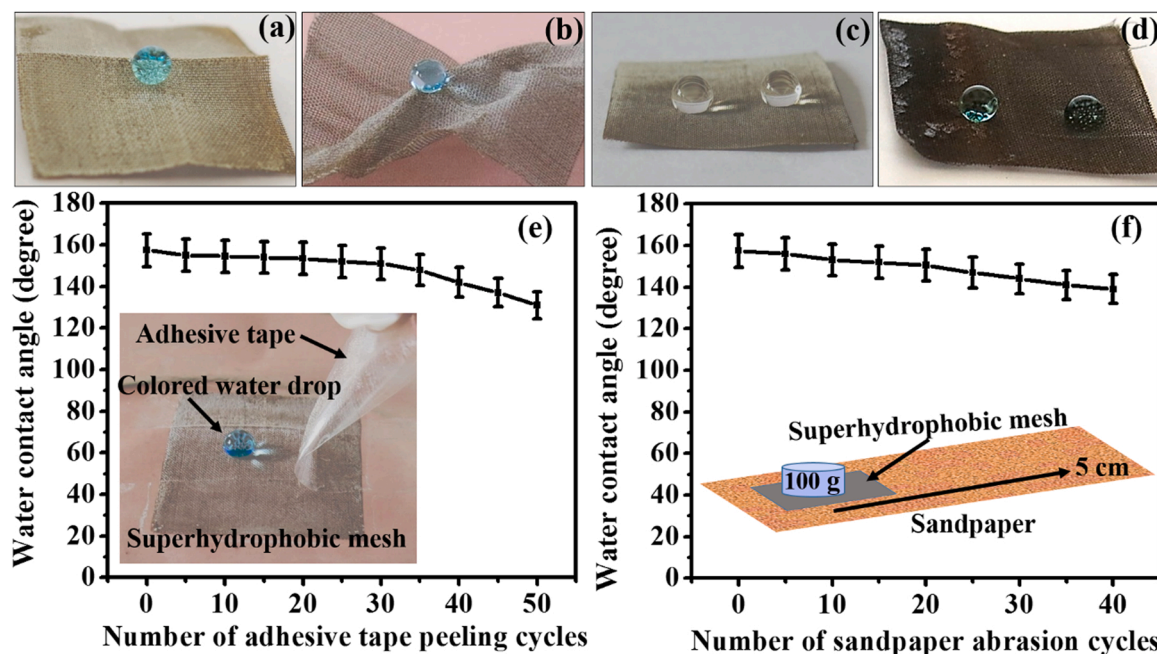 (a)
(b)
(c)
(d)
Water contact angle (degree)
180
160
140
120
100
80
60
40
20
0
(e)
Adhesive tape
Colored water drop
Superhydrophobic mesh
0 10 20 30 40 50
Number of adhesive tape peeling cycles
Water contact angle (degree)
180
160
140
120
100
80
60
40
20
0
(f)
Superhydrophobic mesh
100 g
5 cm
Sandpaper
0 10 20 30 40
Number of sandpaper abrasion cycles